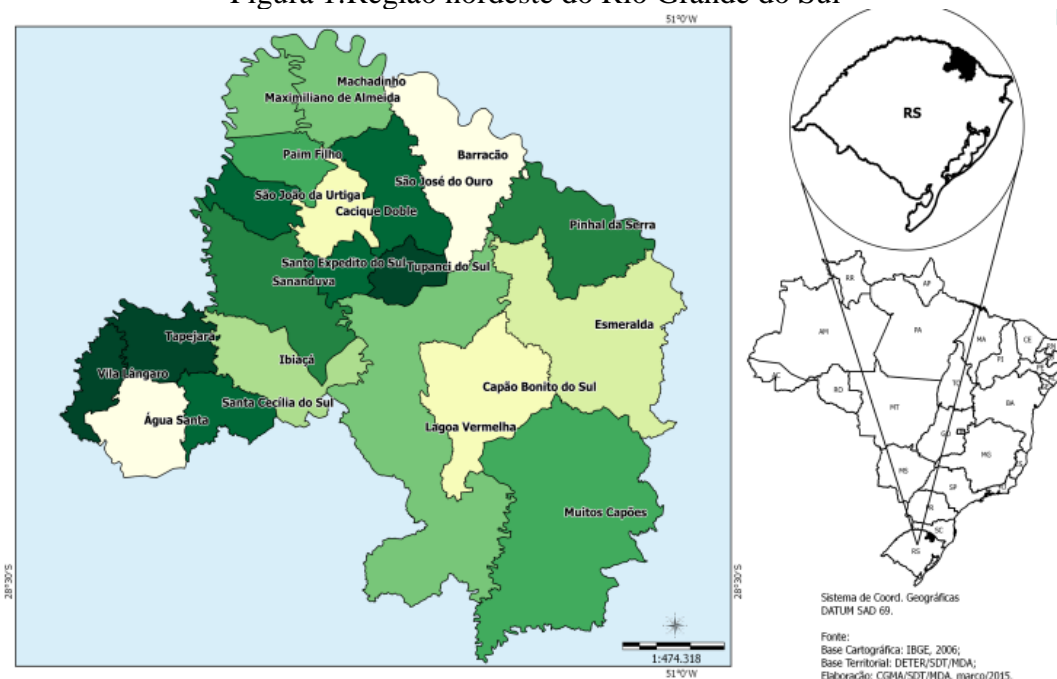 Figura 1.Região nordeste do Rio Grande do Sul
51°0'W
Machadinho
Maximiliano de Almeida
Paim Filho
Barracão
São José do Ouro
São João da Urtiga
Cacique Doble
Pinhal da Serra
Santo Expedito do Sul
Tupanci do Sul
Sananduva
Esmeralda
Tapejara
Ibiaçá
Vila Lângaro
Capão Bonito do Sul
Santa Cecília do Sul
Água Santa
Lagoa Vermelha
Muitos Capões
28°30'S
28°30'S
1:474.318
51°0'W
RS
RR
AP
AM
PA
MA
CE
RN
PI
AC
RO
TO
MT
BA
GO
MG
MS
SP
SC
RS
Sistema de Coord. Geográficas
DATUM SAD 69.
Fonte:
Base Cartográfica: IBGE, 2006;
Base Territorial: DETER/SDT/MDA;
Elaboração: CGMA/SDT/MDA, março/2015.